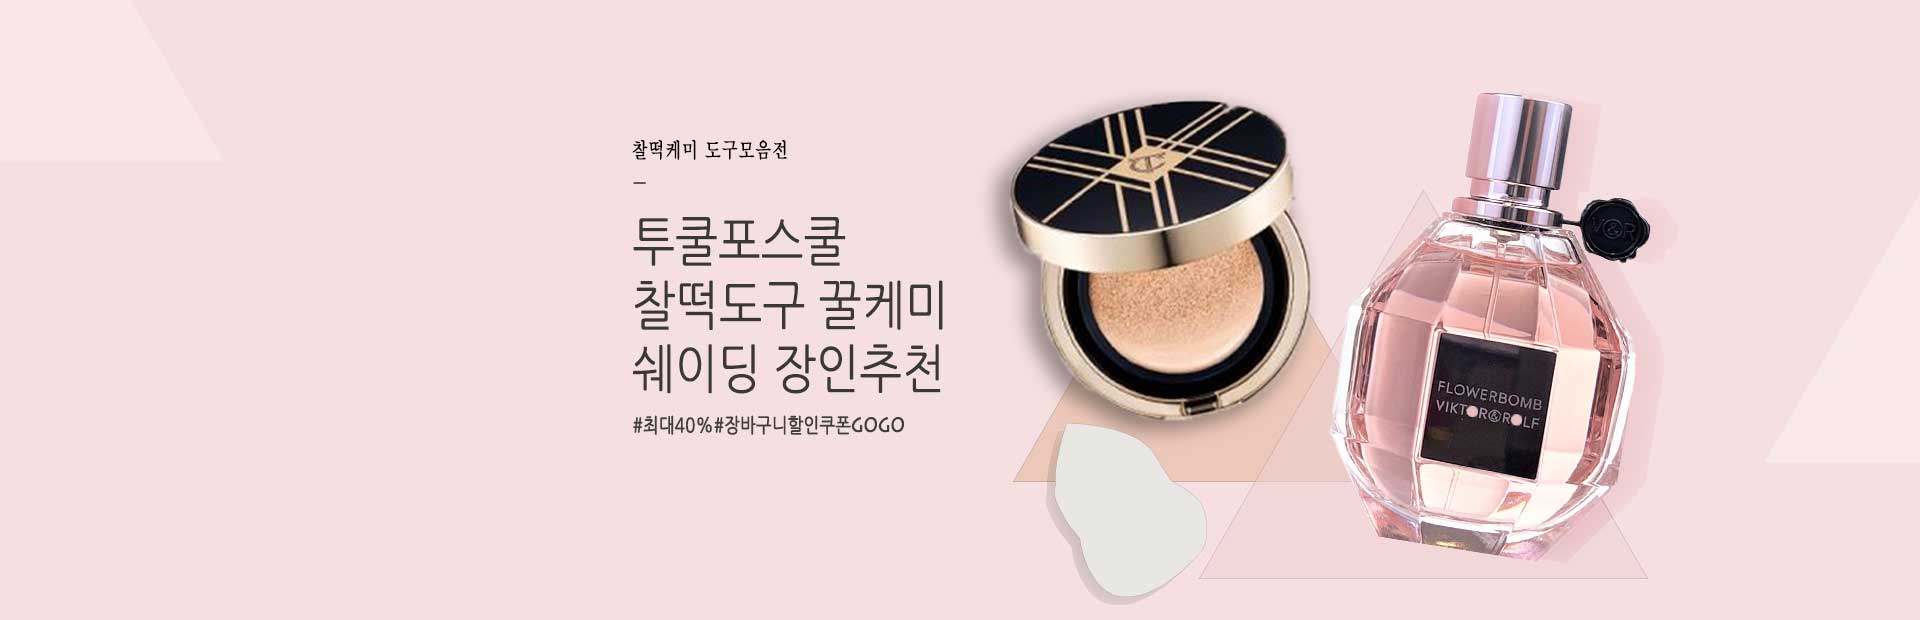 찰떡케미 도구모음전
투쿨포스쿨
찰떡도구 꿀케미
쉐이딩 장인추천
#최대40%#장바구니할인쿠폰GOGO
V&R
FLOWERBOMB
VIKTOR&ROLF